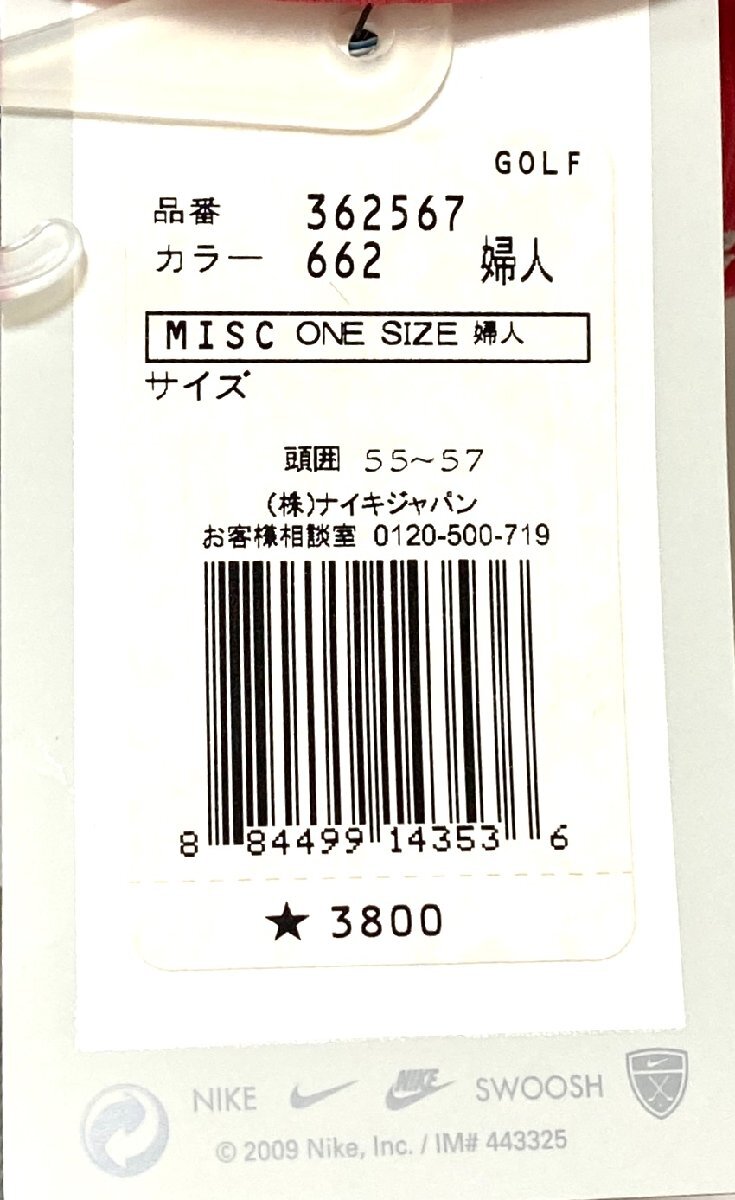 GOLF
品番 362567
カラー 662 婦人
MISC ONE SIZE 婦人
サイズ
頭囲 55~57
(株)ナイキジャパン
お客様相談室 0120-500-719
8 84499 14353 6
★ 3800
NIKE NIKE SWOOSH
© 2009 Nike, Inc. / IM# 443325